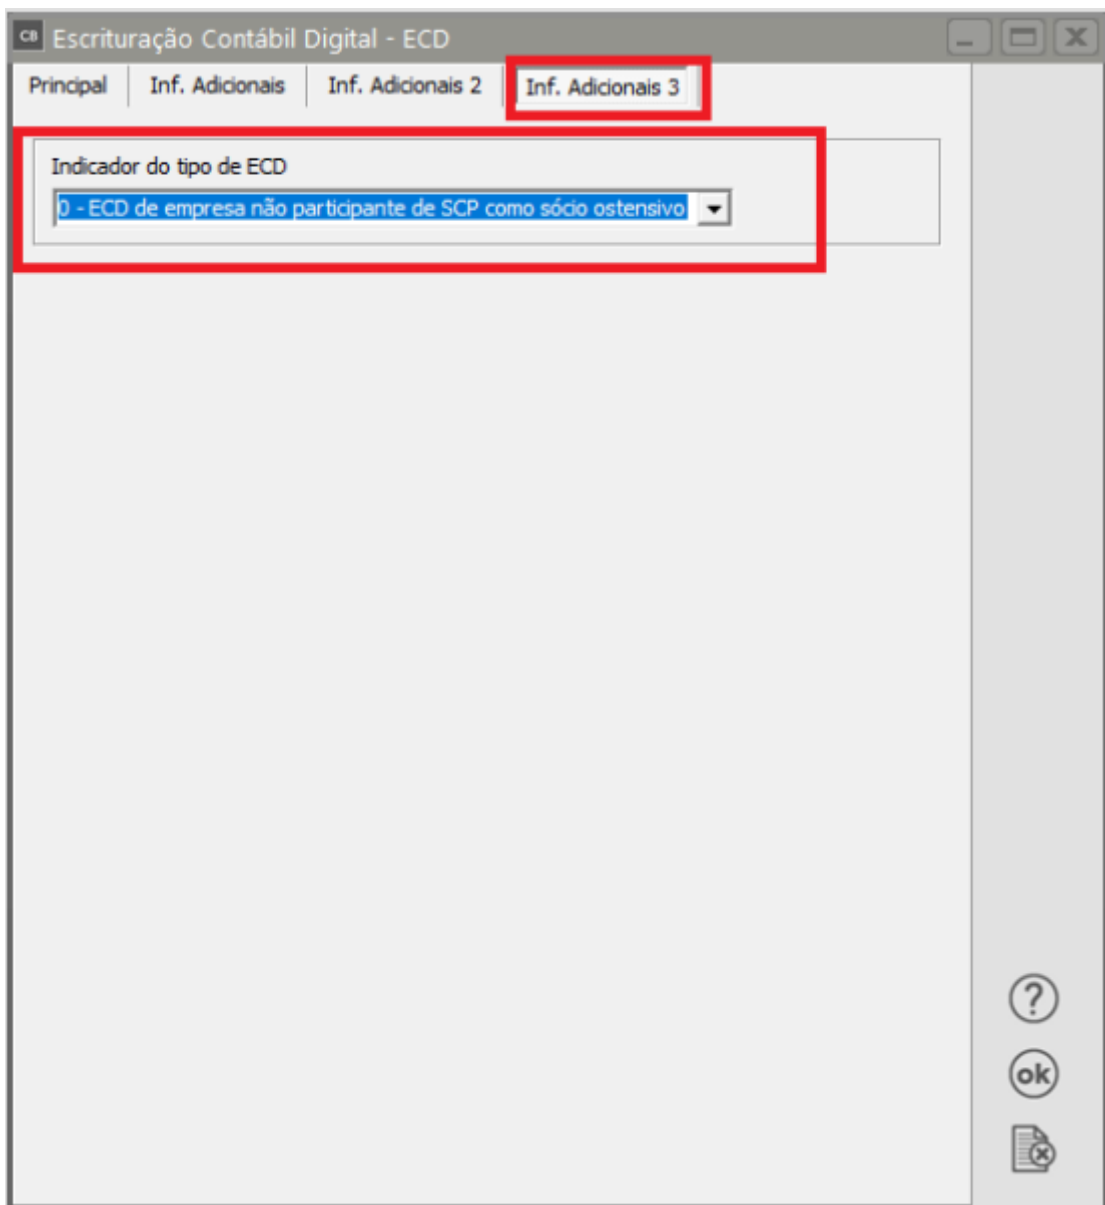 CB Escrituração Contábil Digital - ECD
Principal Inf. Adicionais Inf. Adicionais 2 Inf. Adicionais 3
Indicador do tipo de ECD
0 - ECD de empresa não participante de SCP como sócio ostensivo
?
ok